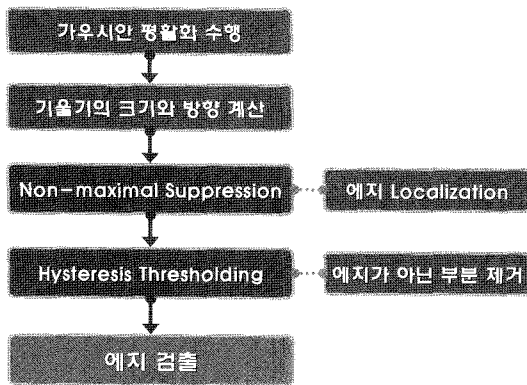 가우시안 평활화 수행
기울기의 크기와 방향 계산
Non-maximal Suppression
에지 Localization
Hysteresis Thresholding
에지가 아닌 부분 제거
에지 검출